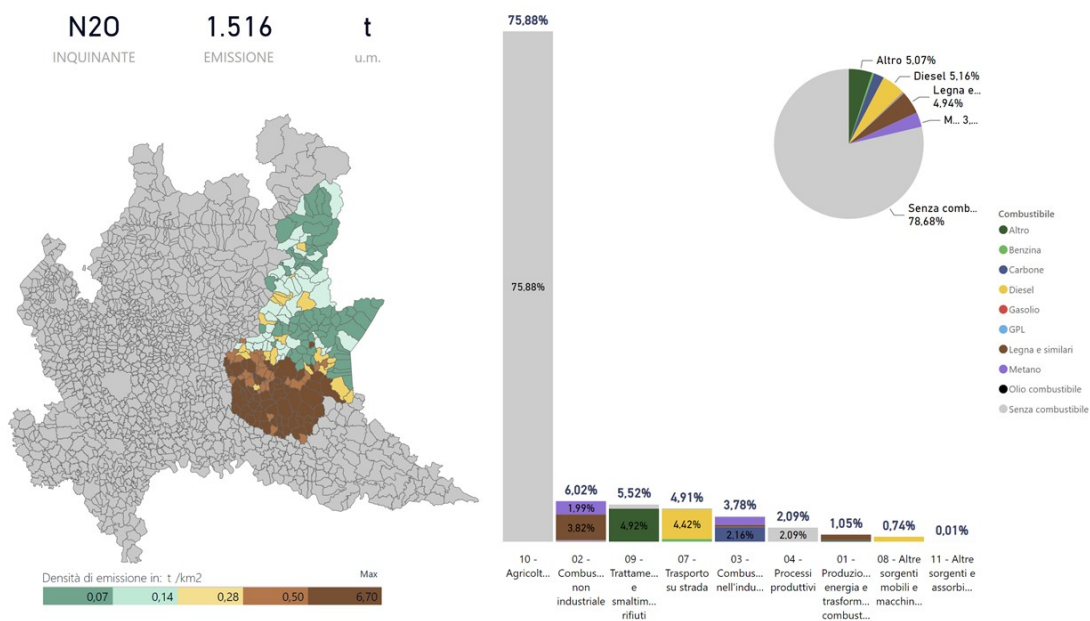 N2O 1.516 t
INQUINANTE EMISSIONE u.m.
75,88%
Altro 5,07%
Diesel 5,16%
Legna e...
4,94%
M... 3,...
Senza comb...
78,68%
Combustibile
Altro
Benzina
Carbone
Diesel
Gasolio
GPL
Legna e similari
Metano
Olio combustibile
Senza combustibile
75,88%
6,02% 5,52% 4,91% 3,78% 2,09% 1,05% 0,74% 0,01%
1,99%
3,82% 4,92% 4,42% 2,16% 2,09%
10 -
Agricolt...
02 -
Combus...
non
industriale
09 -
Trattame...
e
smaltim...
rifiuti
07 -
Trasporto
su strada
03 -
Combus...
nell'indu...
04 -
Processi
produttivi
01 -
Produzio...
energia e
trasform...
combust...
08 - Altre
sorgenti
mobili e
macchin...
11 - Altre
sorgenti e
assorbi...
Densità di emissione in: t /km2 Max
0,07 0,14 0,28 0,50 6,70